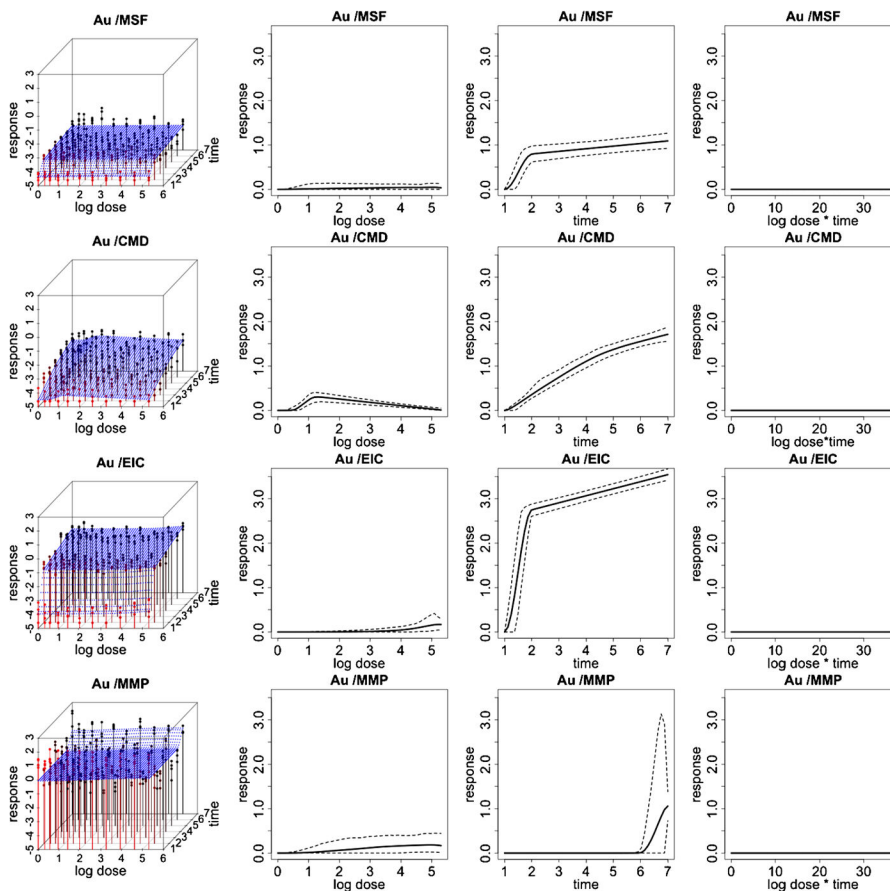 Au /MSF
response
-5 -4 -3 -2 -1 0 1 2 3
0 1 2 3 4 5 6
log dose
1 2 3 4 5 6 7
time
Au /MSF
response
0.0 1.0 2.0 3.0
0 1 2 3 4 5
log dose
Au /MSF
response
0.0 1.0 2.0 3.0
1 2 3 4 5 6 7
time
Au /MSF
response
0.0 1.0 2.0 3.0
0 10 20 30
log dose * time
Au /CMD
response
-5 -4 -3 -2 -1 0 1 2 3
0 1 2 3 4 5 6
log dose
1 2 3 4 5 6 7
time
Au /CMD
response
0.0 1.0 2.0 3.0
0 1 2 3 4 5
log dose
Au /CMD
response
0.0 1.0 2.0 3.0
1 2 3 4 5 6 7
time
Au /CMD
response
0.0 1.0 2.0 3.0
0 10 20 30
log dose*time
Au /EIC
response
-5 -4 -3 -2 -1 0 1 2 3
0 1 2 3 4 5 6
log dose
1 2 3 4 5 6 7
time
Au /EIC
response
0.0 1.0 2.0 3.0
0 1 2 3 4 5
log dose
Au /EIC
response
0.0 1.0 2.0 3.0
1 2 3 4 5 6 7
time
Au /EIC
response
0.0 1.0 2.0 3.0
0 10 20 30
log dose * time
Au /MMP
response
-5 -4 -3 -2 -1 0 1 2 3
0 1 2 3 4 5 6
log dose
1 2 3 4 5 6 7
time
Au /MMP
response
0.0 1.0 2.0 3.0
0 1 2 3 4 5
log dose
Au /MMP
response
0.0 1.0 2.0 3.0
1 2 3 4 5 6 7
time
Au /MMP
response
0.0 1.0 2.0 3.0
0 10 20 30
log dose * time